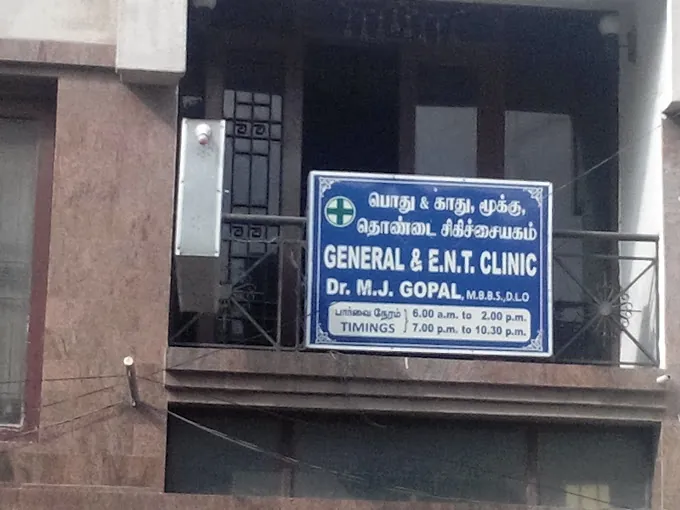 பொது & காது, மூக்கு,
தொண்டை சிகிச்சையகம்
GENERAL & E.N.T. CLINIC
Dr. M.J. GOPAL, M.B.B.S.,D.L.O
பார்வை நேரம் } 6.00 a.m. to 2.00 p.m.
TIMINGS 7.00 p.m. to 10.30 p.m.